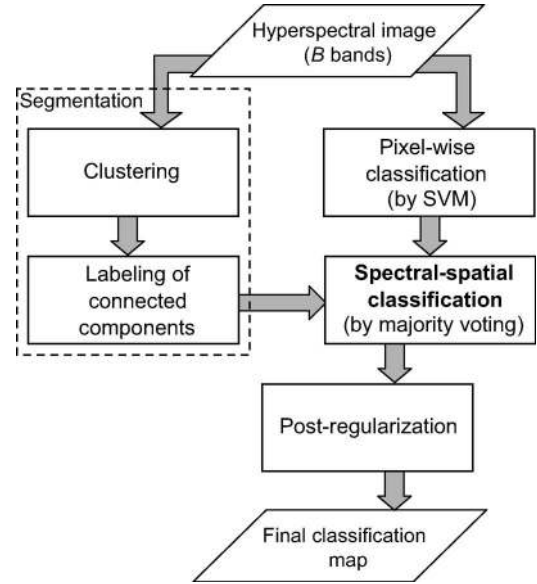 Hyperspectral image
(B bands)
Segmentation
Clustering
Pixel-wise
classification
(by SVM)
Labeling of
connected
components
Spectral-spatial
classification
(by majority voting)
Post-regularization
Final classification
map